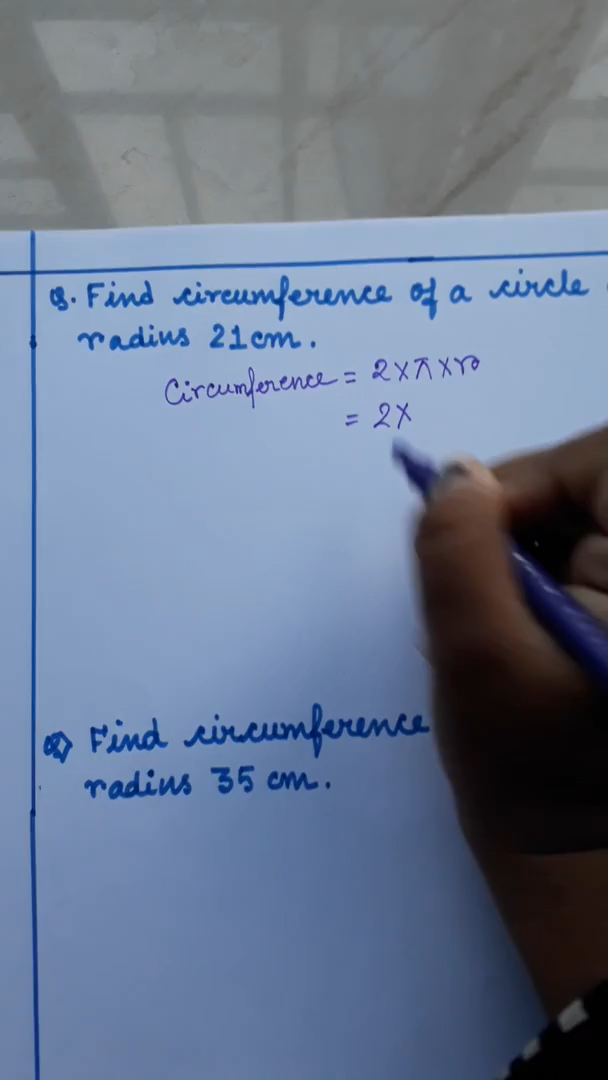 Q. Find circumference of a circle
radius 21cm.
Circumference = 2×π×r
= 2×
Q) Find circumference
radius 35 cm.